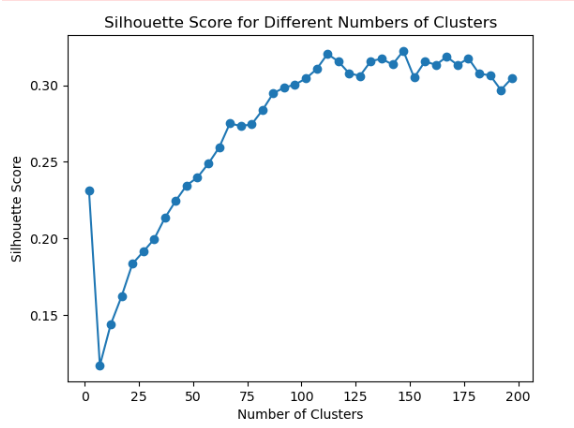 Silhouette Score for Different Numbers of Clusters
0.30
0.25
0.20
0.15
Silhouette Score
0 25 50 75 100 125 150 175 200
Number of Clusters